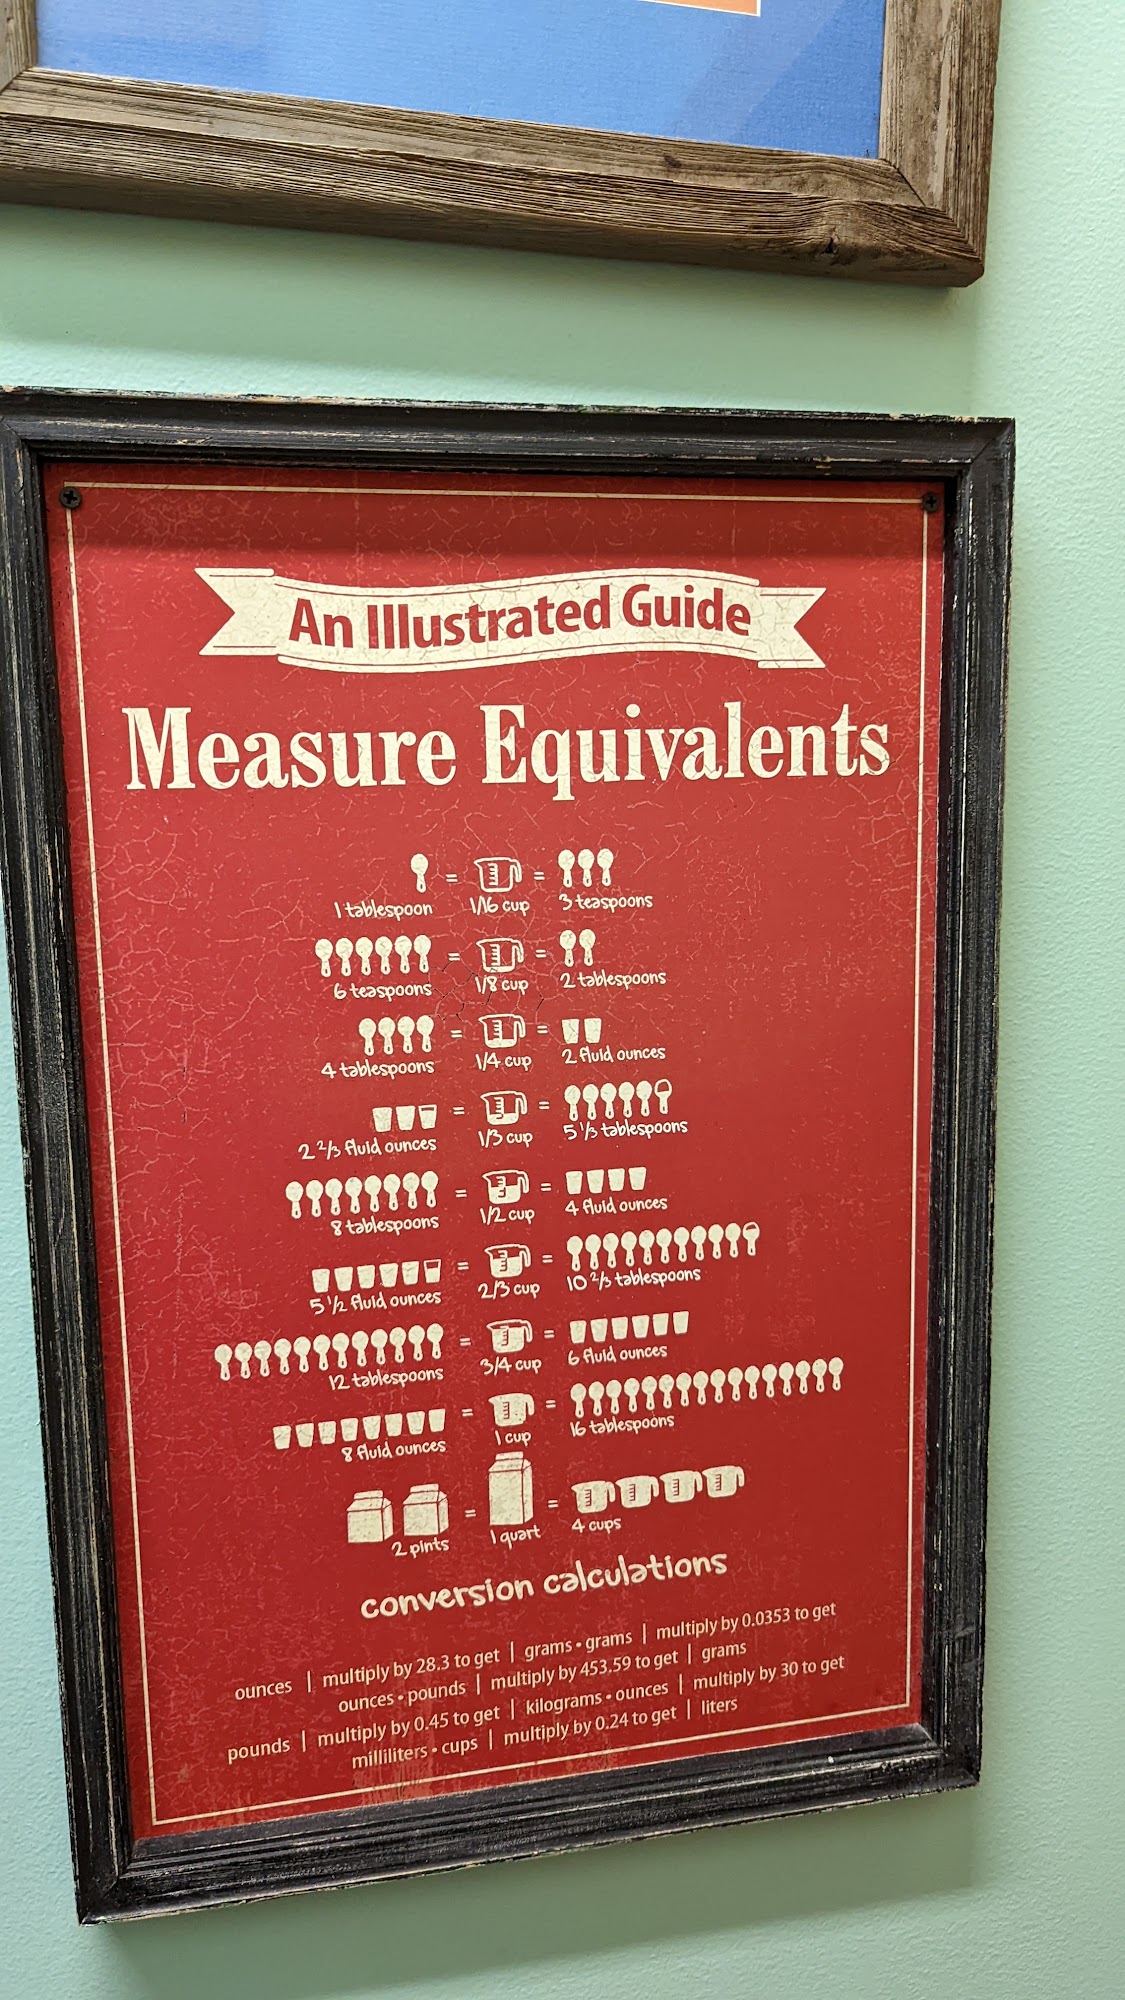 An Illustrated Guide
Measure Equivalents
1 tablespoon = 1/16 cup = 3 teaspoons
6 teaspoons = 1/8 cup = 2 tablespoons
4 tablespoons = 1/4 cup = 2 fluid ounces
2 2/3 fluid ounces = 1/3 cup = 5 1/3 tablespoons
8 tablespoons = 1/2 cup = 4 fluid ounces
5 1/2 fluid ounces = 2/3 cup = 10 2/3 tablespoons
12 tablespoons = 3/4 cup = 6 fluid ounces
8 fluid ounces = 1 cup = 16 tablespoons
2 pints = 1 quart = 4 cups
conversion calculations
ounces | multiply by 28.3 to get | grams • grams | multiply by 0.0353 to get
ounces • pounds | multiply by 453.59 to get | grams
pounds | multiply by 0.45 to get | kilograms • ounces | multiply by 30 to get
milliliters • cups | multiply by 0.24 to get | liters